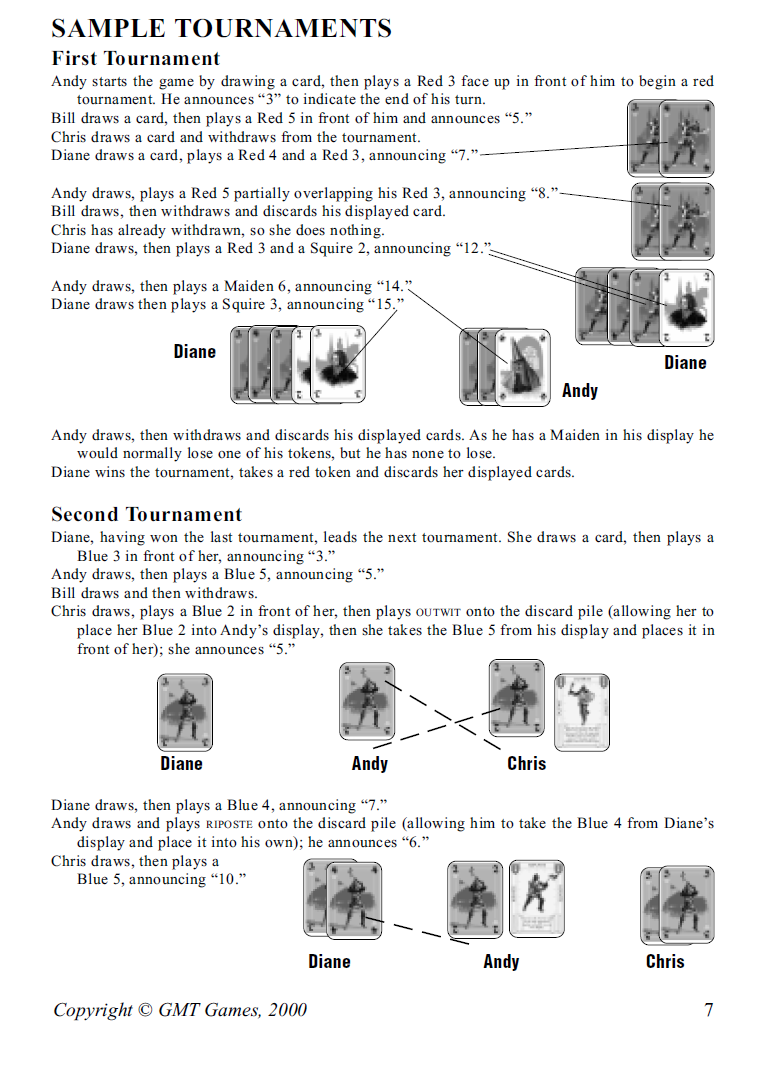 SAMPLE TOURNAMENTS
First Tournament
Andy starts the game by drawing a card, then plays a Red 3 face up in front of him to begin a red
tournament. He announces “3” to indicate the end of his turn.
Bill draws a card, then plays a Red 5 in front of him and announces “5.”
Chris draws a card and withdraws from the tournament.
Diane draws a card, plays a Red 4 and a Red 3, announcing “7.”
Andy draws, plays a Red 5 partially overlapping his Red 3, announcing “8.”
Bill draws, then withdraws and discards his displayed card.
Chris has already withdrawn, so she does nothing.
Diane draws, then plays a Red 3 and a Squire 2, announcing “12.”
Andy draws, then plays a Maiden 6, announcing “14.”
Diane draws then plays a Squire 3, announcing “15.”
Diane
Diane
Andy
Andy draws, then withdraws and discards his displayed cards. As he has a Maiden in his display he
would normally lose one of his tokens, but he has none to lose.
Diane wins the tournament, takes a red token and discards her displayed cards.
Second Tournament
Diane, having won the last tournament, leads the next tournament. She draws a card, then plays a
Blue 3 in front of her, announcing “3.”
Andy draws, then plays a Blue 5, announcing “5.”
Bill draws and then withdraws.
Chris draws, plays a Blue 2 in front of her, then plays OUTWIT onto the discard pile (allowing her to
place her Blue 2 into Andy’s display, then she takes the Blue 5 from his display and places it in
front of her); she announces “5.”
Diane
Andy
Chris
Diane draws, then plays a Blue 4, announcing “7.”
Andy draws and plays RIPOSTE onto the discard pile (allowing him to take the Blue 4 from Diane’s
display and place it into his own); he announces “6.”
Chris draws, then plays a
Blue 5, announcing “10.”
Diane
Andy
Chris
Copyright © GMT Games, 2000
7